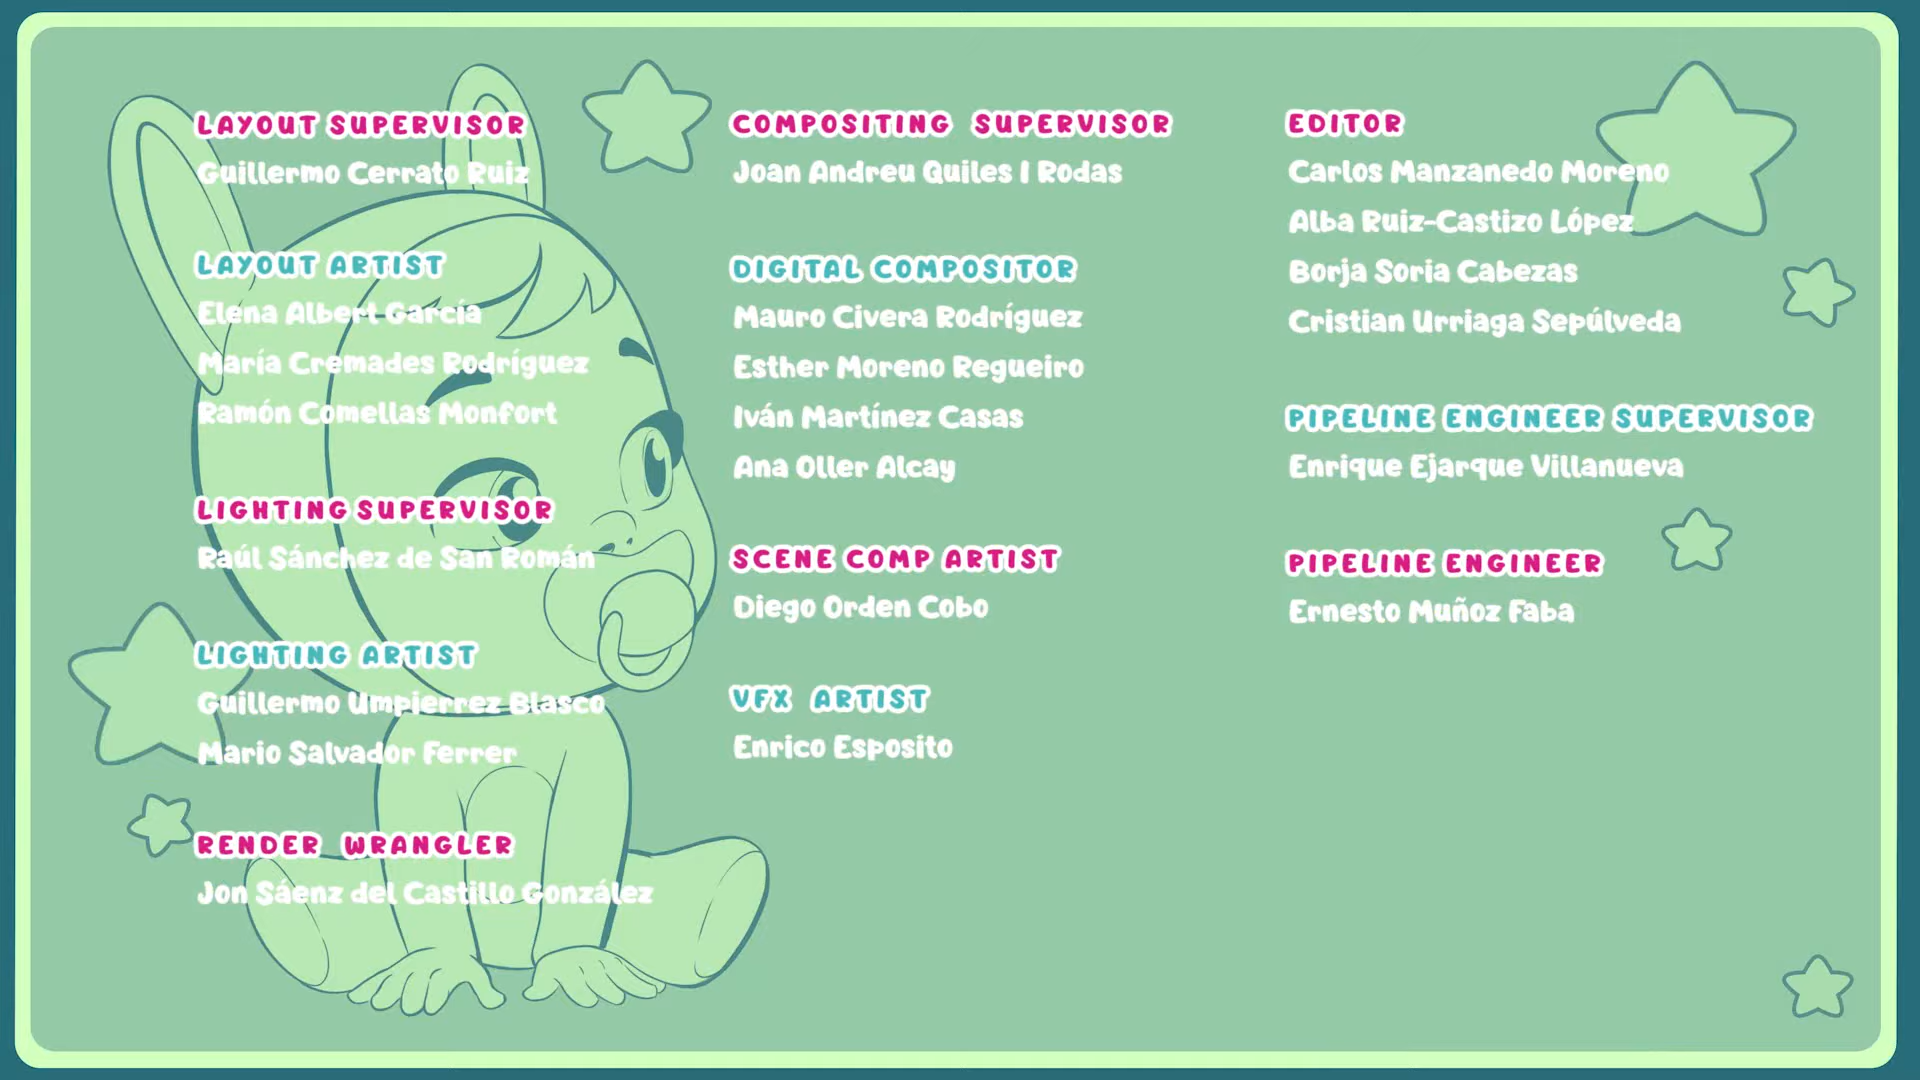 LAYOUT SUPERVISOR
Guillermo Cerrato Ruiz
LAYOUT ARTIST
Elena Albert García
María Cremades Rodríguez
Ramón Comellas Monfort
LIGHTING SUPERVISOR
Raúl Sánchez de San Román
LIGHTING ARTIST
Guillermo Umpierrez Blasco
Mario Salvador Ferrer
RENDER WRANGLER
Jon Sáenz del Castillo González
COMPOSITING SUPERVISOR
Joan Andreu Quiles I Rodas
DIGITAL COMPOSITOR
Mauro Civera Rodríguez
Esther Moreno Regueiro
Iván Martínez Casas
Ana Oller Alcay
SCENE COMP ARTIST
Diego Orden Cobo
VFX ARTIST
Enrico Esposito
EDITOR
Carlos Manzanedo Moreno
Alba Ruiz-Castizo López
Borja Soria Cabezas
Cristian Urriaga Sepúlveda
PIPELINE ENGINEER SUPERVISOR
Enrique Ejarque Villanueva
PIPELINE ENGINEER
Ernesto Muñoz Faba